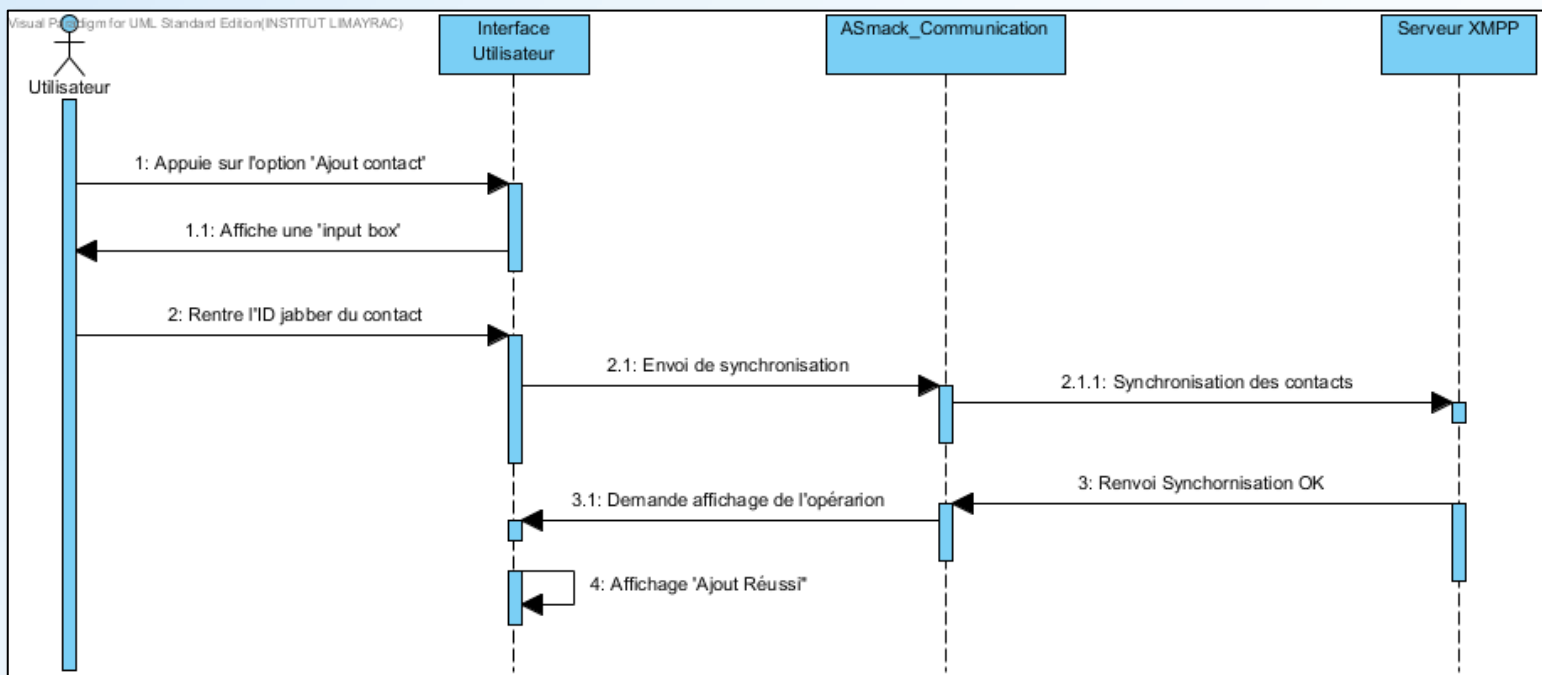 Visual Paradigm for UML Standard Edition(INSTITUT LIMAYRAC)
Utilisateur
Interface
Utilisateur
ASmack_Communication
Serveur XMPP
1: Appuie sur l'option 'Ajout contact'
1.1: Affiche une 'input box'
2: Rentre l'ID jabber du contact
2.1: Envoi de synchronisation
2.1.1: Synchronisation des contacts
3: Renvoi Synchornisation OK
3.1: Demande affichage de l'opérarion
4: Affichage 'Ajout Réussi"